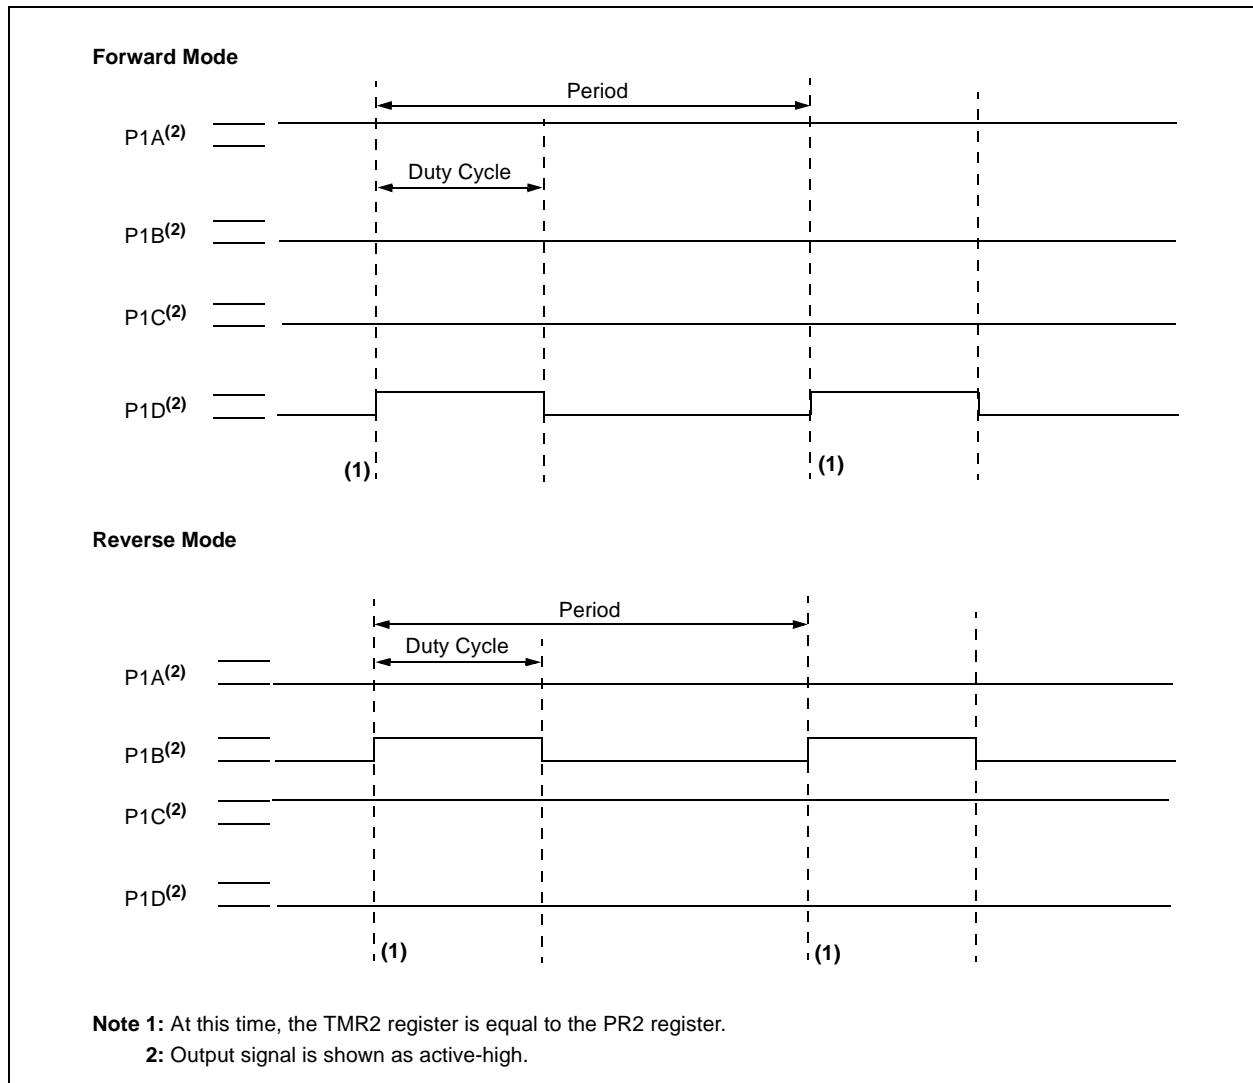 Forward Mode
Period
P1A(2)
Duty Cycle
P1B(2)
P1C(2)
P1D(2)
(1)
(1)
Reverse Mode
Period
Duty Cycle
P1A(2)
P1B(2)
P1C(2)
P1D(2)
(1)
(1)
Note 1: At this time, the TMR2 register is equal to the PR2 register.
2: Output signal is shown as active-high.